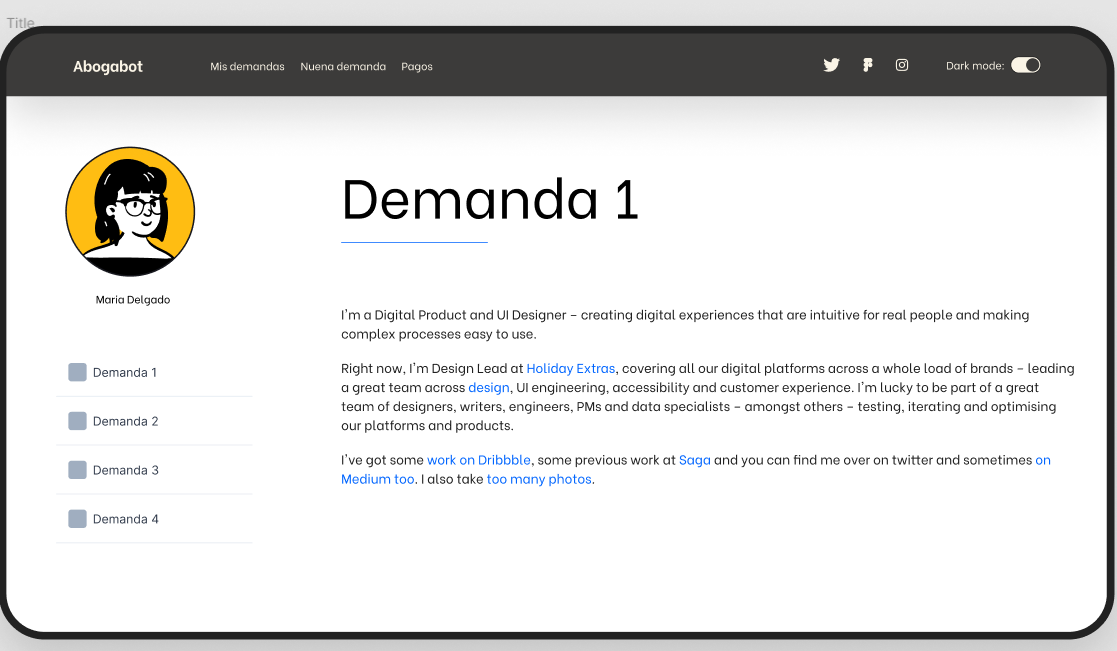 Title
Abogabot
Mis demandas Nuena demanda Pagos
Dark mode:
Maria Delgado
Demanda 1
Demanda 2
Demanda 3
Demanda 4
Demanda 1
I'm a Digital Product and UI Designer – creating digital experiences that are intuitive for real people and making
complex processes easy to use.
Right now, I'm Design Lead at Holiday Extras, covering all our digital platforms across a whole load of brands – leading
a great team across design, UI engineering, accessibility and customer experience. I'm lucky to be part of a great
team of designers, writers, engineers, PMs and data specialists – amongst others – testing, iterating and optimising
our platforms and products.
I've got some work on Dribbble, some previous work at Saga and you can find me over on twitter and sometimes on
Medium too. I also take too many photos.